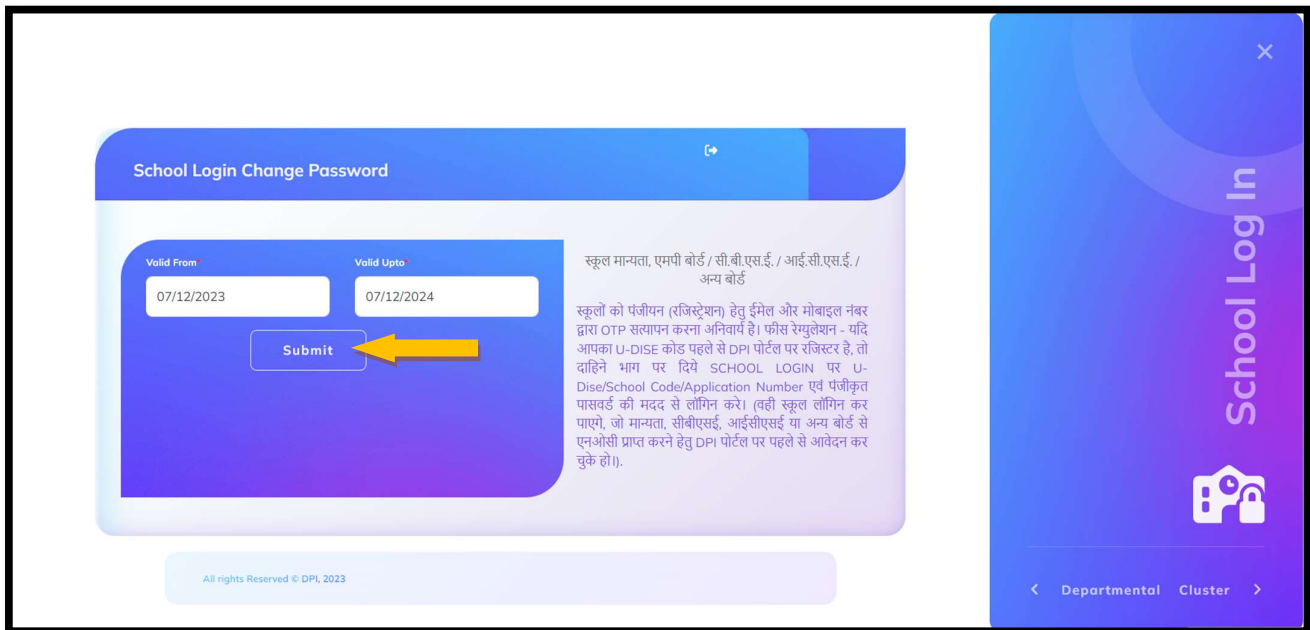 School Login Change Password
Valid From*
Valid Upto*
07/12/2023
07/12/2024
Submit
स्कूल मान्यता, एमपी बोर्ड / सी.बी.एस.ई. / आई.सी.एस.ई. /
अन्य बोर्ड
स्कूलों को पंजीयन (रजिस्ट्रेशन) हेतु ईमेल और मोबाइल नंबर
द्वारा OTP सत्यापन करना अनिवार्य है। फीस रेग्युलेशन - यदि
आपका U-DISE कोड पहले से DPI पोर्टल पर रजिस्टर है, तो
दाहिने भाग पर दिये SCHOOL LOGIN पर U-
Dise/School Code/Application Number एवं पंजीकृत
पासवर्ड की मदद से लॉगिन करे। (वही स्कूल लॉगिन कर
पाएगे, जो मान्यता, सीबीएसई, आईसीएसई या अन्य बोर्ड से
एनओसी प्राप्त करने हेतु DPI पोर्टल पर पहले से आवेदन कर
चुके हो।).
All rights Reserved © DPI, 2023
School Log In
Departmental Cluster